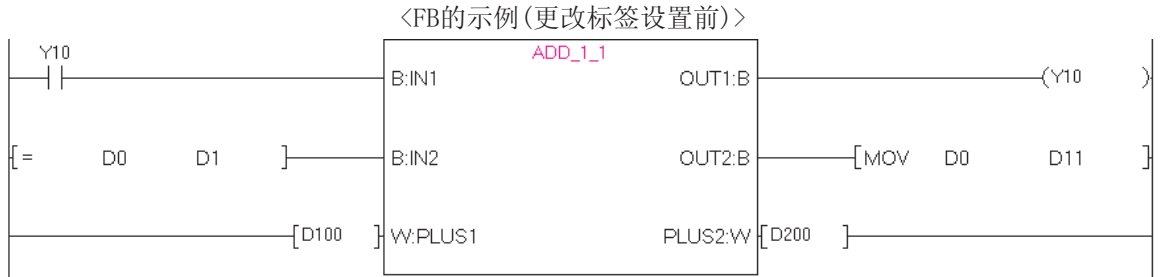 <FB的示例(更改标签设置前)>
Y10 ADD_1_1
B:IN1 OUT1:B (Y10 )
[= D0 D1 ] B:IN2 OUT2:B [MOV D0 D11 ]
[D100 ] W:PLUS1 PLUS2:W [D200 ]